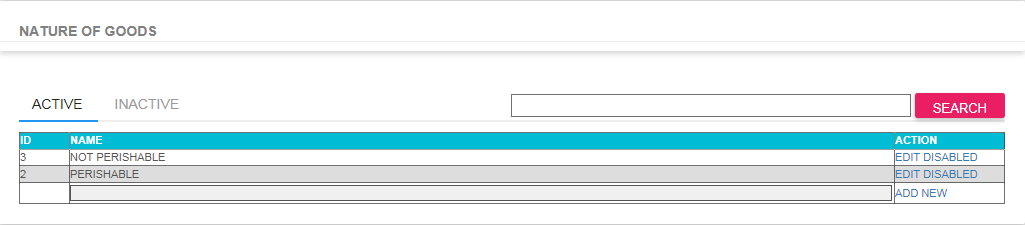 NATURE OF GOODS
ACTIVE INACTIVE SEARCH
ID NAME ACTION
3 NOT PERISHABLE EDIT DISABLED
2 PERISHABLE EDIT DISABLED
ADD NEW